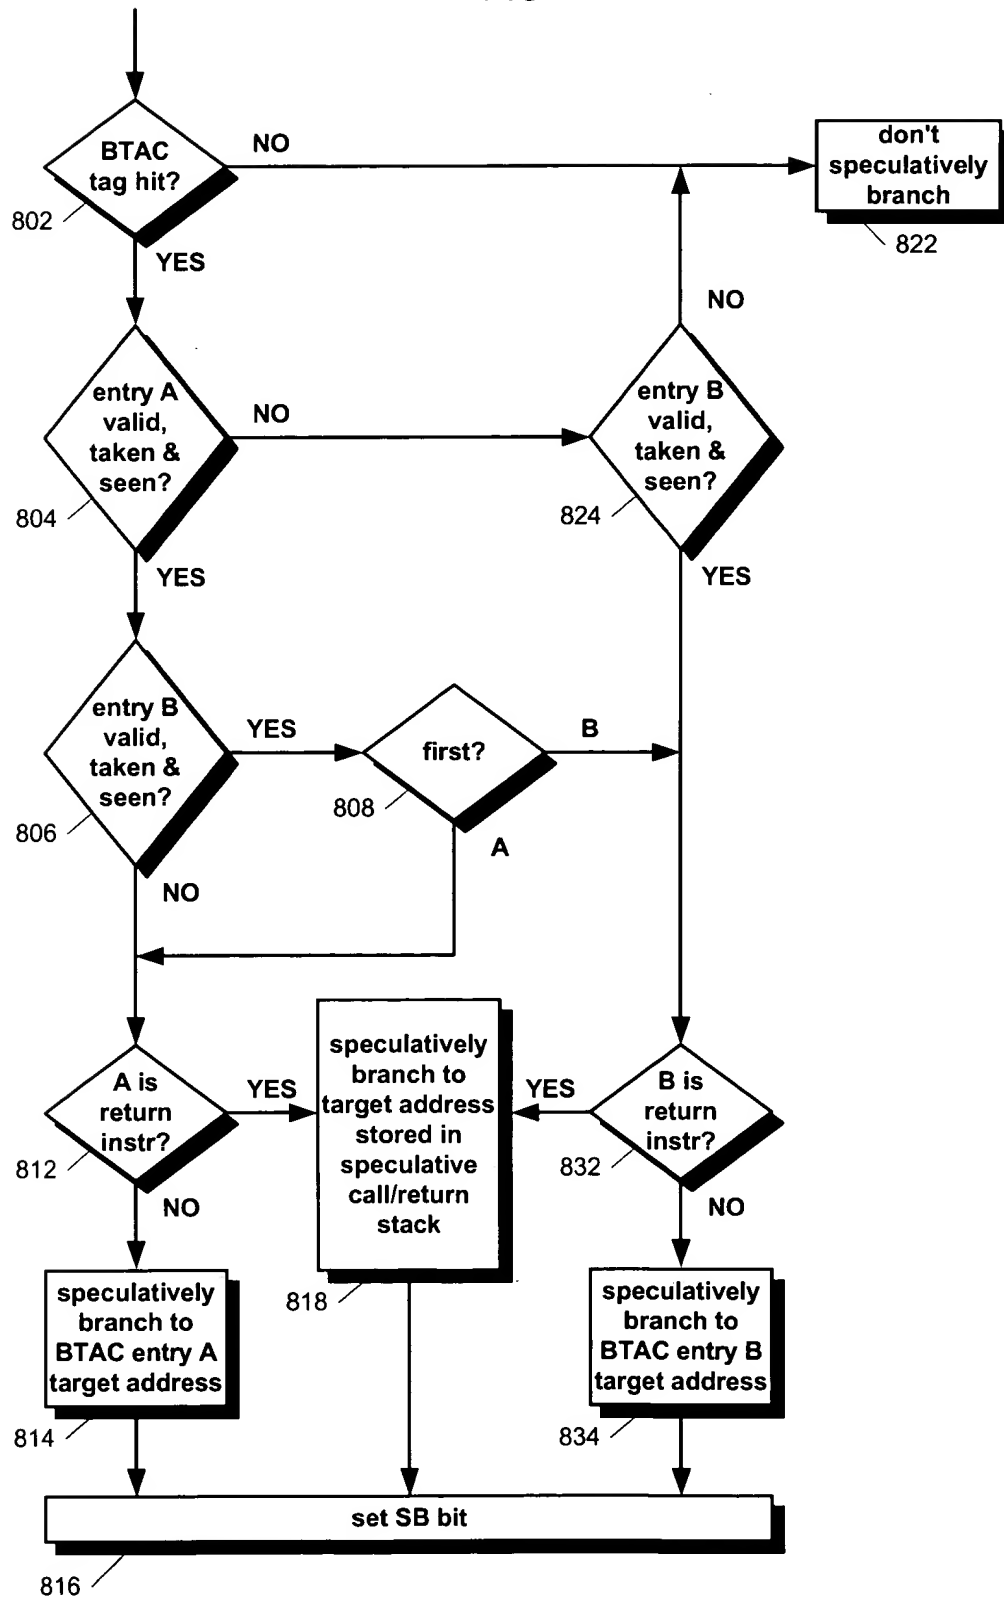 BTAC
tag hit?
NO
802
YES
don't
speculatively
branch
822
NO
entry A
valid,
taken &
seen?
NO
804
YES
entry B
valid,
taken &
seen?
824
YES
entry B
valid,
taken &
seen?
YES
806
NO
first?
B
808
A
A is
return
instr?
YES
812
NO
speculatively
branch to
target address
stored in
speculative
call/return
stack
818
YES
B is
return
instr?
832
NO
speculatively
branch to
BTAC entry A
target address
814
speculatively
branch to
BTAC entry B
target address
834
set SB bit
816